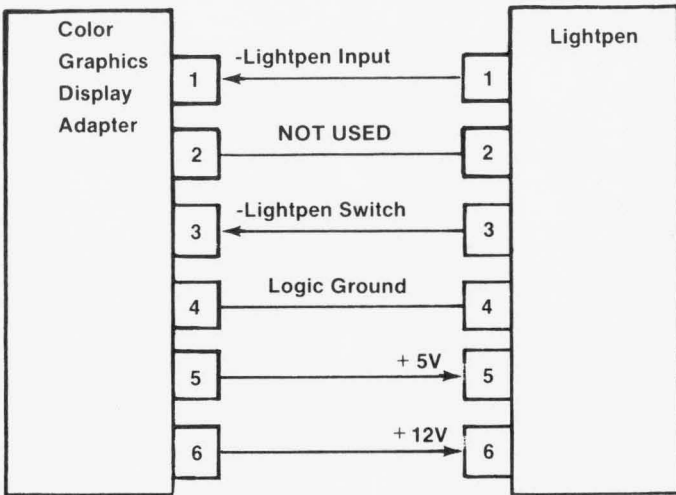 Color
Graphics
Display
Adapter
Lightpen
1 -Lightpen Input 1
2 NOT USED 2
3 -Lightpen Switch 3
4 Logic Ground 4
5 + 5V 5
6 + 12V 6